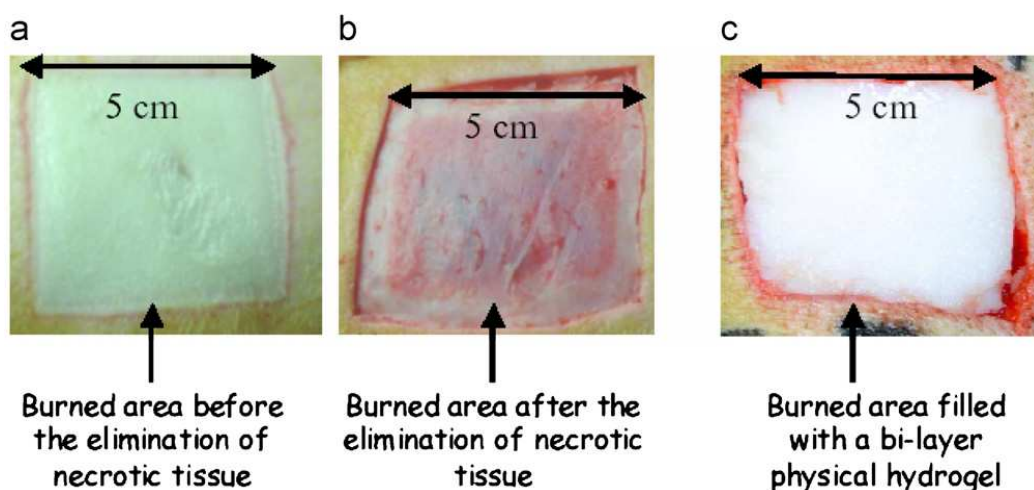 a
b
c
5 cm
5 cm
5 cm
Burned area before
the elimination of
necrotic tissue
Burned area after the
elimination of necrotic
tissue
Burned area filled
with a bi-layer
physical hydrogel